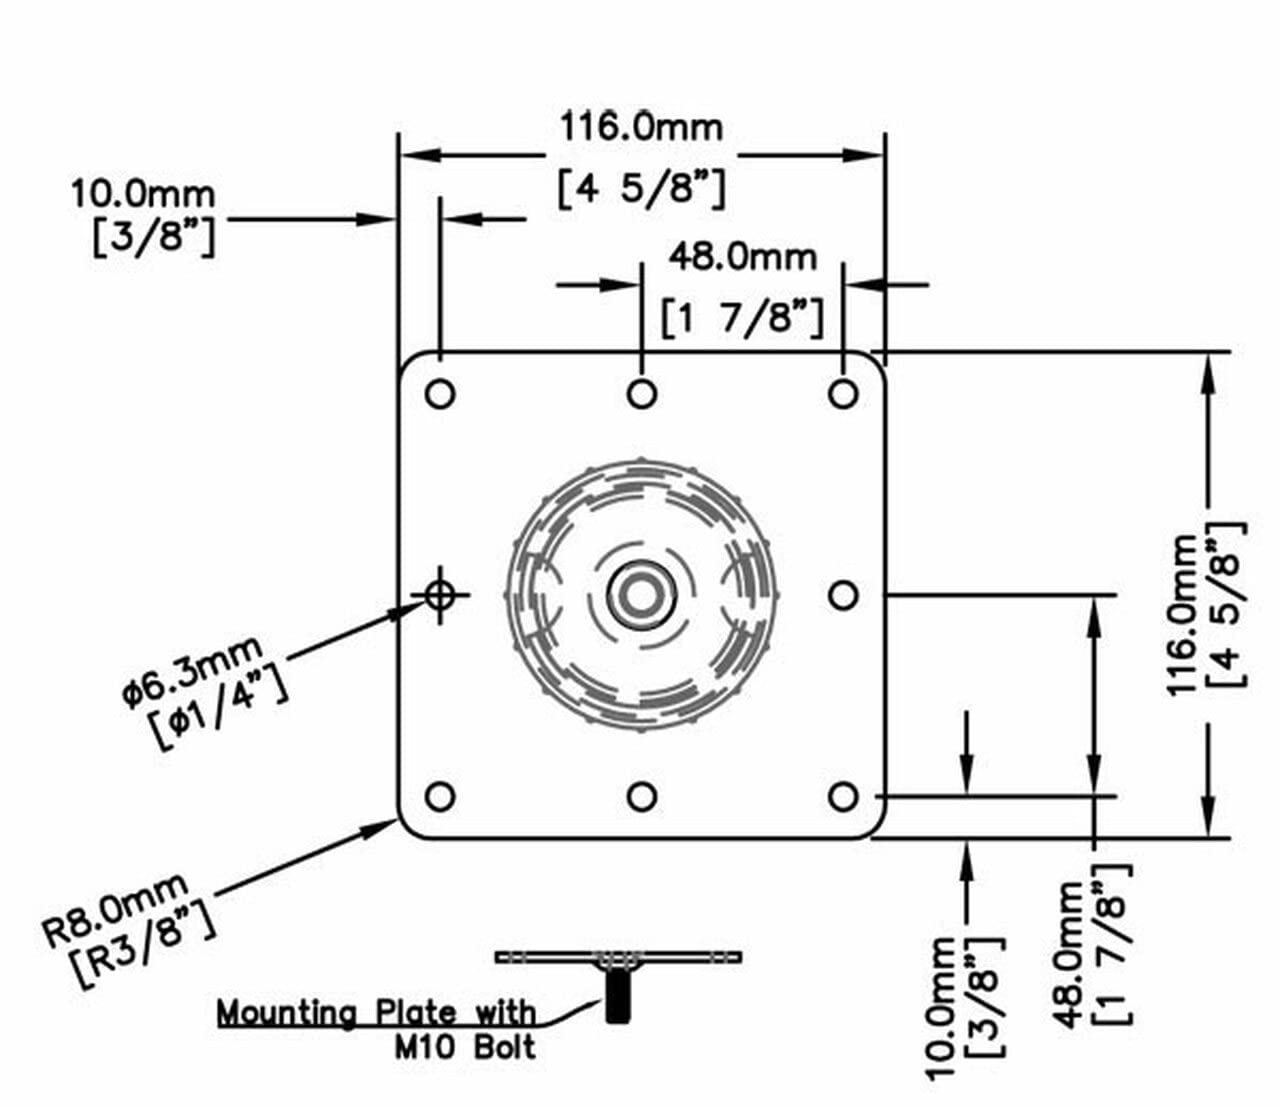 116.0mm
[4 5/8”]
10.0mm
[3/8”]
48.0mm
[1 7/8”]
116.0mm
[4 5/8”]
ø6.3mm
[ø1/4”]
R8.0mm
[R3/8”]
10.0mm
[3/8”]
48.0mm
[1 7/8”]
Mounting Plate with
M10 Bolt